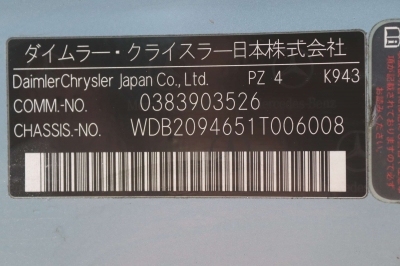 ダイムラー・クライスラー日本株式会社
DaimlerChrysler Japan Co., Ltd. PZ 4 K943
COMM.-NO. 0383903526
CHASSIS.-NO. WDB2094651T006008